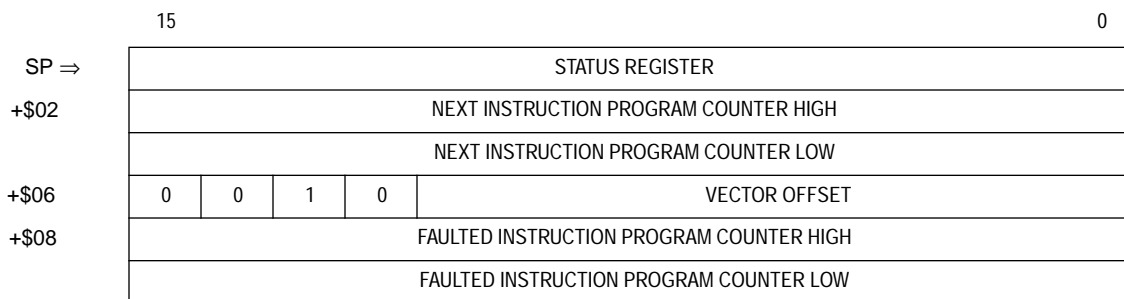 15 0
SP ⇒ STATUS REGISTER
+$02 NEXT INSTRUCTION PROGRAM COUNTER HIGH
NEXT INSTRUCTION PROGRAM COUNTER LOW
+$06 0 0 1 0 VECTOR OFFSET
+$08 FAULTED INSTRUCTION PROGRAM COUNTER HIGH
FAULTED INSTRUCTION PROGRAM COUNTER LOW